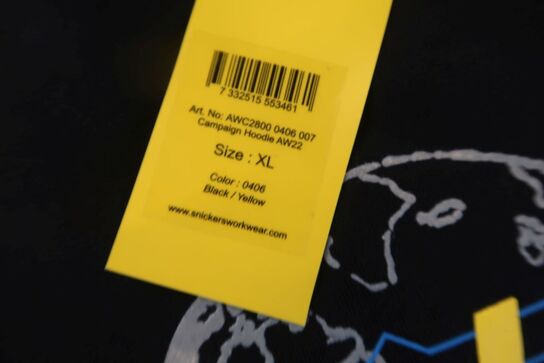 7 332515 553461
Art. No: AWC2800 0406 007
Campaign Hoodie AW22
Size : XL
Color : 0406
Black / Yellow
www.snickersworkwear.com